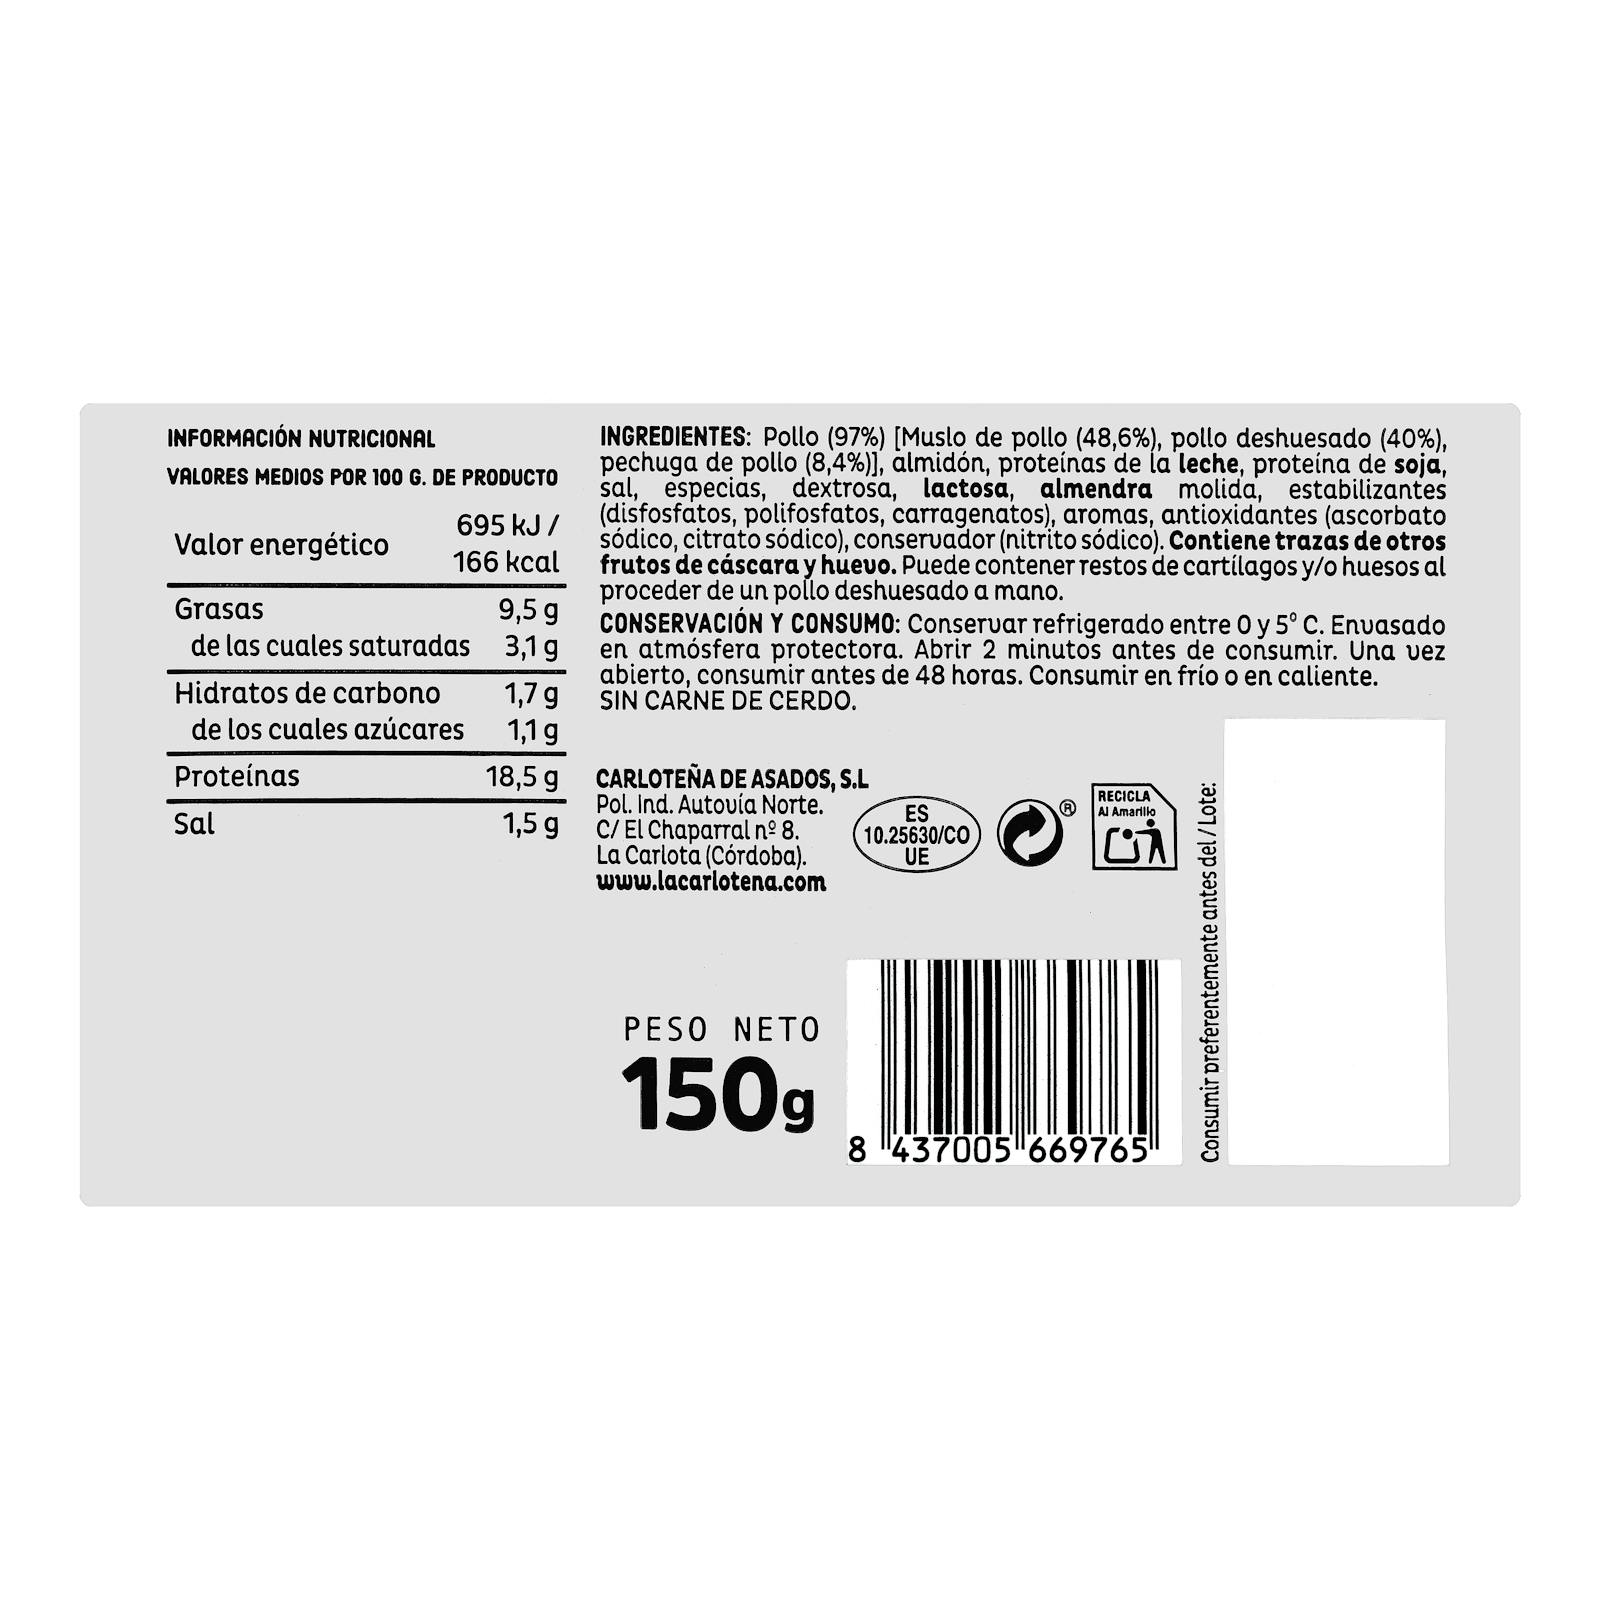 INFORMACIÓN NUTRICIONAL
VALORES MEDIOS POR 100 G. DE PRODUCTO
Valor energético 695 kJ / 166 kcal
Grasas 9,5 g
de las cuales saturadas 3,1 g
Hidratos de carbono 1,7 g
de los cuales azúcares 1,1 g
Proteínas 18,5 g
Sal 1,5 g
INGREDIENTES: Pollo (97%) [Muslo de pollo (48,6%), pollo deshuesado (40%),
pechuga de pollo (8,4%)], almidón, proteínas de la leche, proteína de soja,
sal, especias, dextrosa, lactosa, almendra molida, estabilizantes
(disfosfatos, polifosfatos, carragenatos), aromas, antioxidantes (ascorbato
sódico, citrato sódico), conservador (nitrito sódico). Contiene trazas de otros
frutos de cáscara y huevo. Puede contener restos de cartílagos y/o huesos al
proceder de un pollo deshuesado a mano.
CONSERVACIÓN Y CONSUMO: Conservar refrigerado entre 0 y 5º C. Envasado
en atmósfera protectora. Abrir 2 minutos antes de consumir. Una vez
abierto, consumir antes de 48 horas. Consumir en frío o en caliente.
SIN CARNE DE CERDO.
CARLOTEÑA DE ASADOS, S.L
Pol. Ind. Autovía Norte.
C/ El Chaparral nº 8.
La Carlota (Córdoba).
www.lacarlotena.com
ES
10.25630/CO
UE
®
RECICLA
Al Amarillo
Consumir preferentemente antes del / Lote:
PESO NETO
150g
8 437005 669765